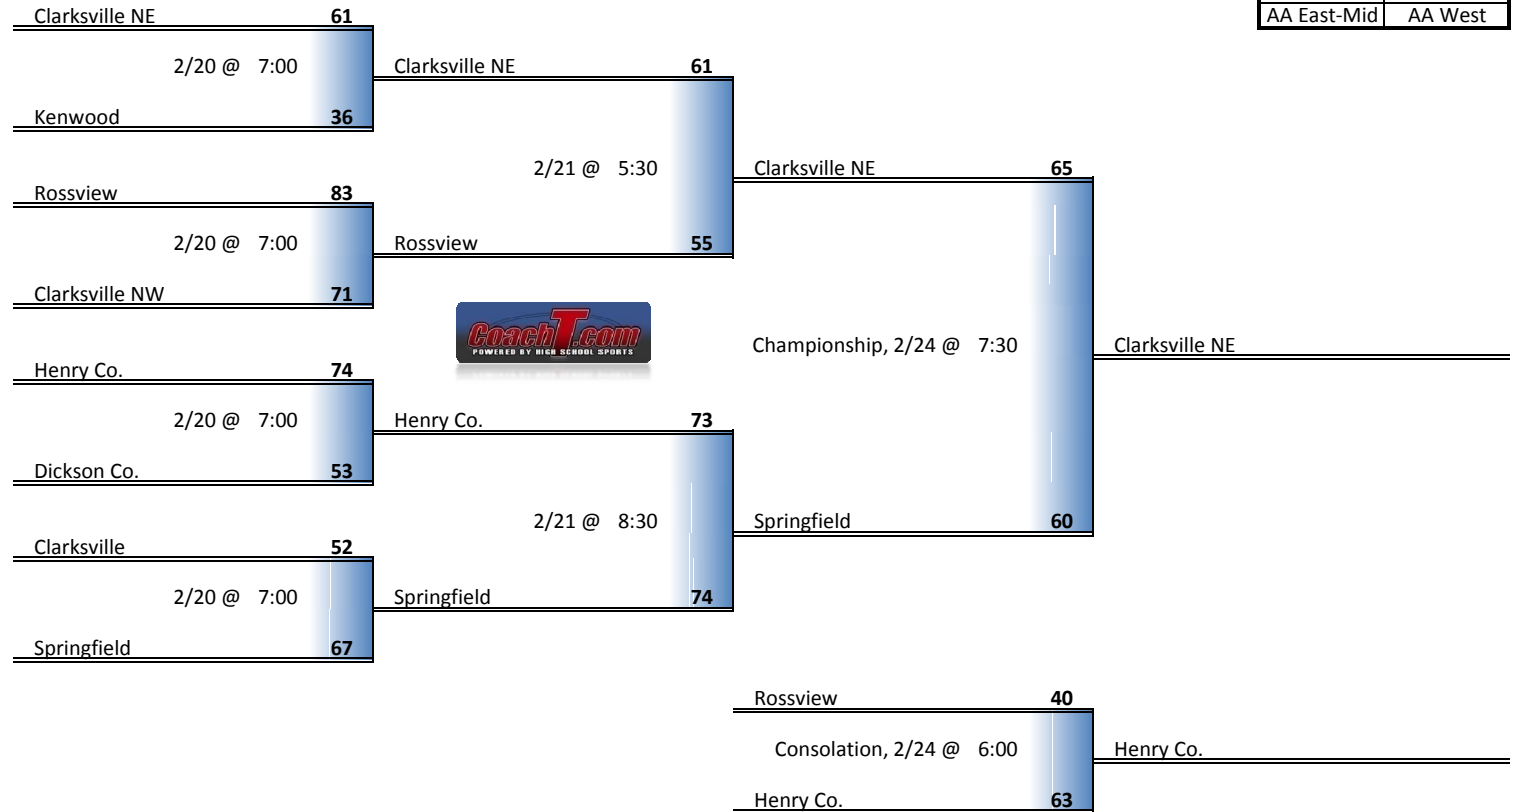 Clarksville NE 61
AA East-Mid AA West
2/20 @ 7:00 Clarksville NE 61
Kenwood 36
2/21 @ 5:30 Clarksville NE 65
Rossview 83
2/20 @ 7:00 Rossview 55
Clarksville NW 71
CoachT.com
POWERED BY HIGH SCHOOL SPORTS
Championship, 2/24 @ 7:30 Clarksville NE
Henry Co. 74
2/20 @ 7:00 Henry Co. 73
Dickson Co. 53
2/21 @ 8:30 Springfield 60
Clarksville 52
2/20 @ 7:00 Springfield 74
Springfield 67
Rossview 40
Consolation, 2/24 @ 6:00 Henry Co.
Henry Co. 63